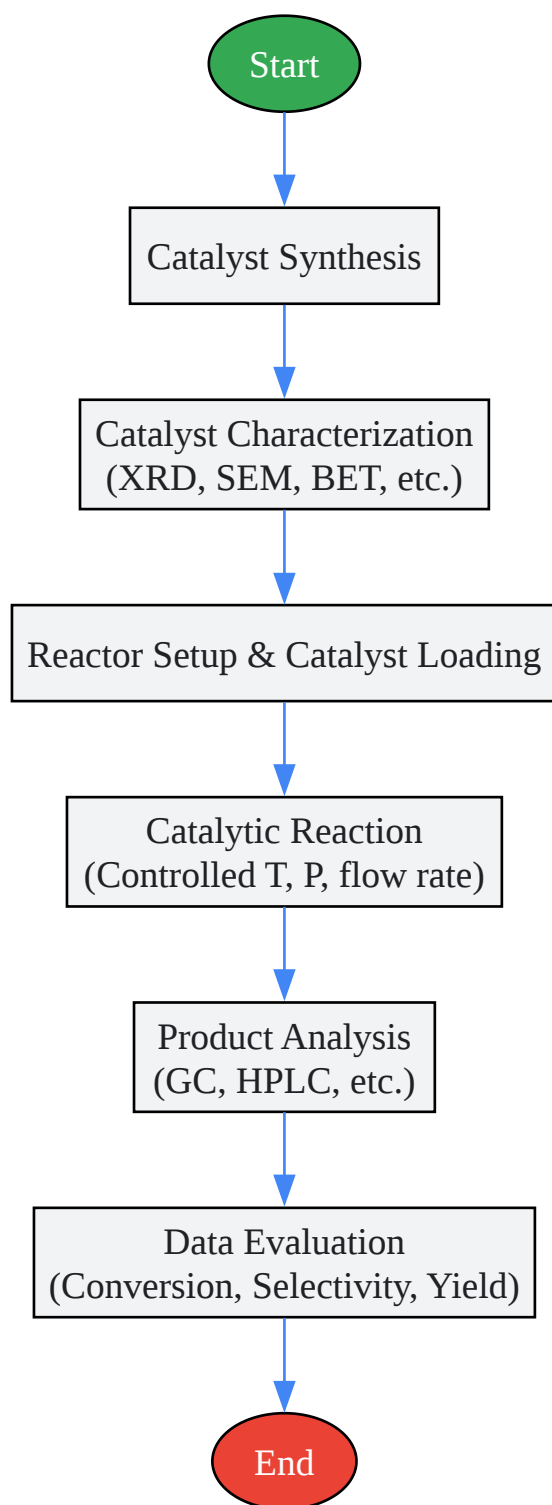 Start
Catalyst Synthesis
Catalyst Characterization
(XRD, SEM, BET, etc.)
Reactor Setup & Catalyst Loading
Catalytic Reaction
(Controlled T, P, flow rate)
Product Analysis
(GC, HPLC, etc.)
Data Evaluation
(Conversion, Selectivity, Yield)
End